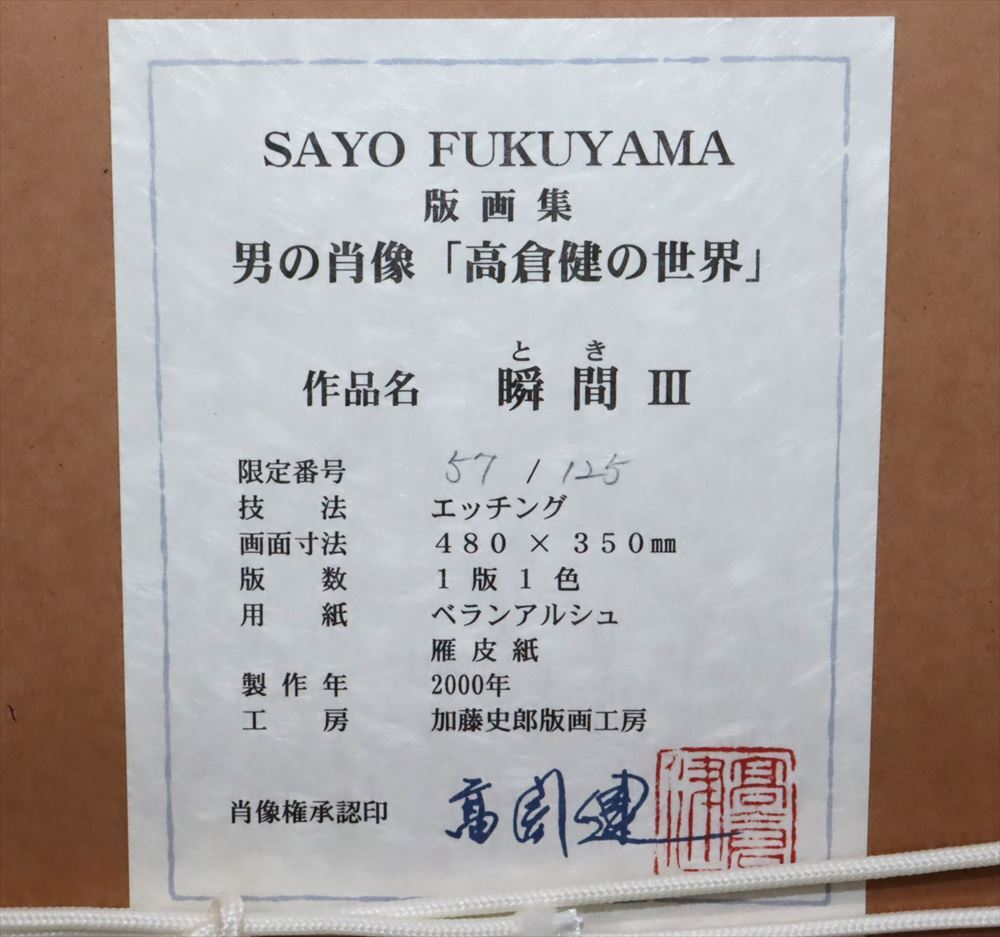 SAYO FUKUYAMA
版画集
男の肖像「高倉健の世界」
とき
作品名 瞬間 Ⅲ
限定番号 57 / 125
技法 エッチング
画面寸法 480 × 350㎜
版数 1版1色
用紙 ベランアルシュ
雁皮紙
製作年 2000年
工房 加藤史郎版画工房
肖像権承認印 高倉健